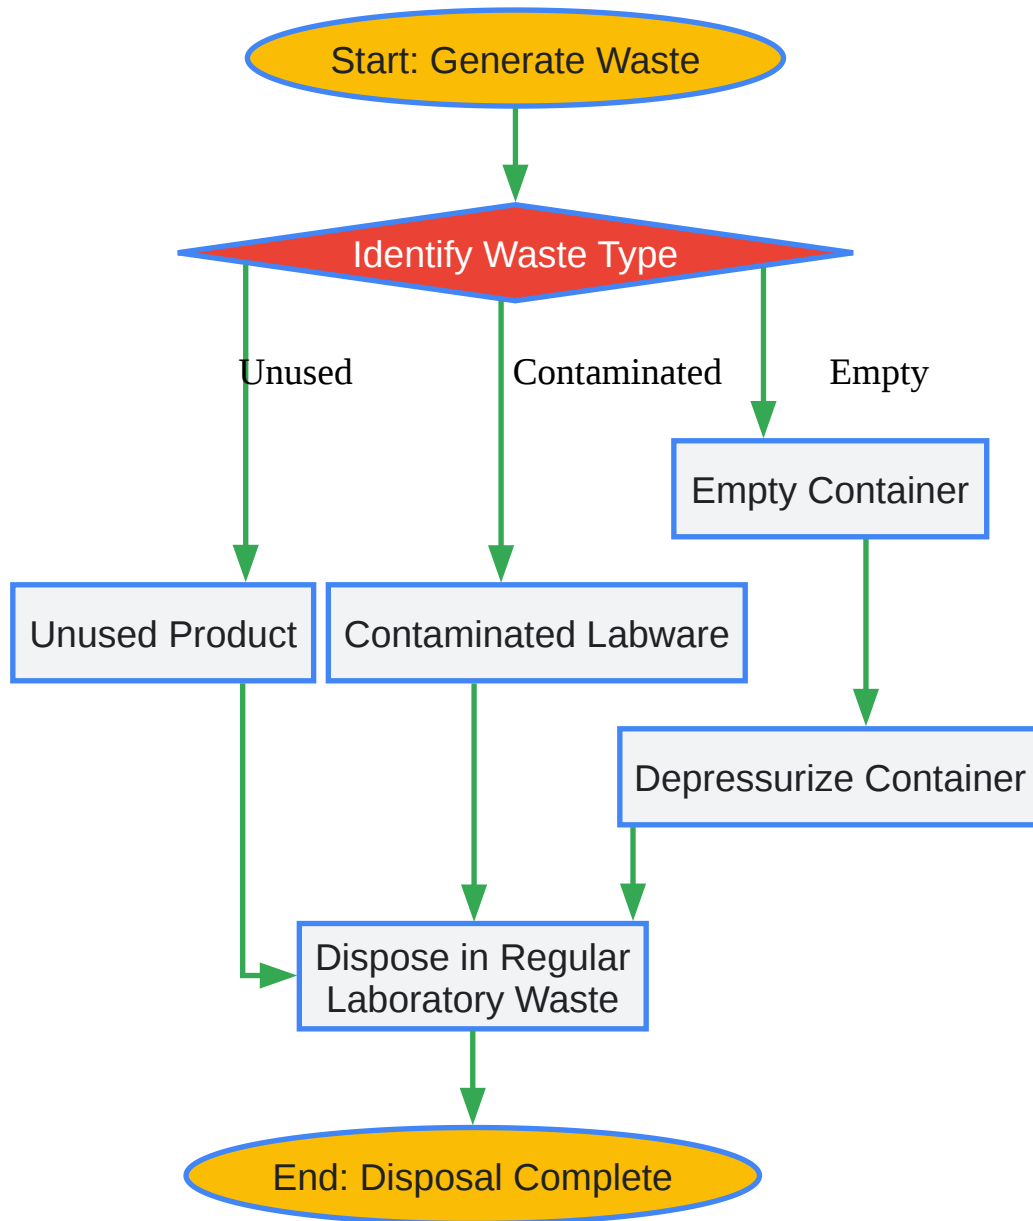 Start: Generate Waste
Identify Waste Type
Unused
Contaminated
Empty
Empty Container
Unused Product
Contaminated Labware
Depressurize Container
Dispose in Regular
Laboratory Waste
End: Disposal Complete